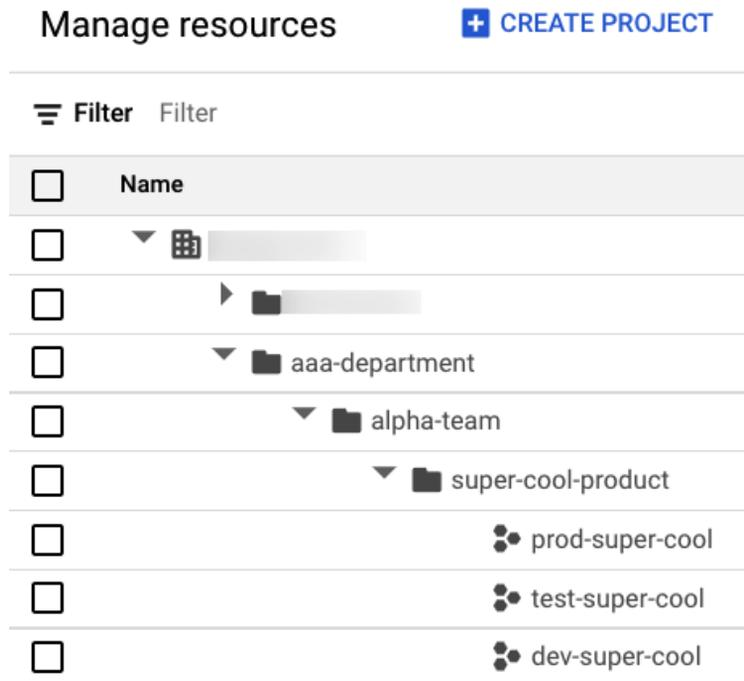 Manage resources CREATE PROJECT
Filter Filter
Name
aaa-department
alpha-team
super-cool-product
prod-super-cool
test-super-cool
dev-super-cool